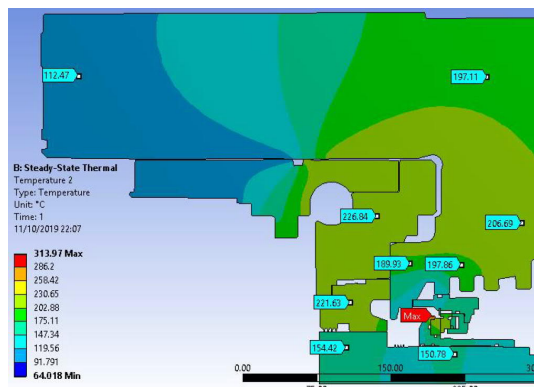 112.47
197.11
B: Steady-State Thermal
Temperature 2
Type: Temperature
Unit: °C
Time: 1
11/10/2019 22:07
226.84
206.69
189.93
197.86
313.97 Max
286.2
258.42
230.65
202.88
175.11
147.34
119.56
91.791
64.018 Min
221.63
Max
154.42
150.78
150.00